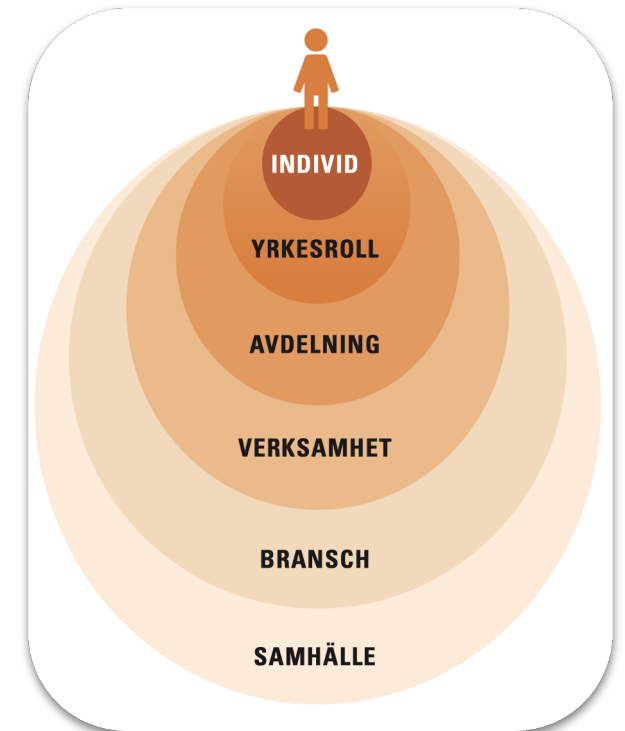 INDIVID
YRKESROLL
AVDELNING
VERKSAMHET
BRANSCH
SAMHÄLLE